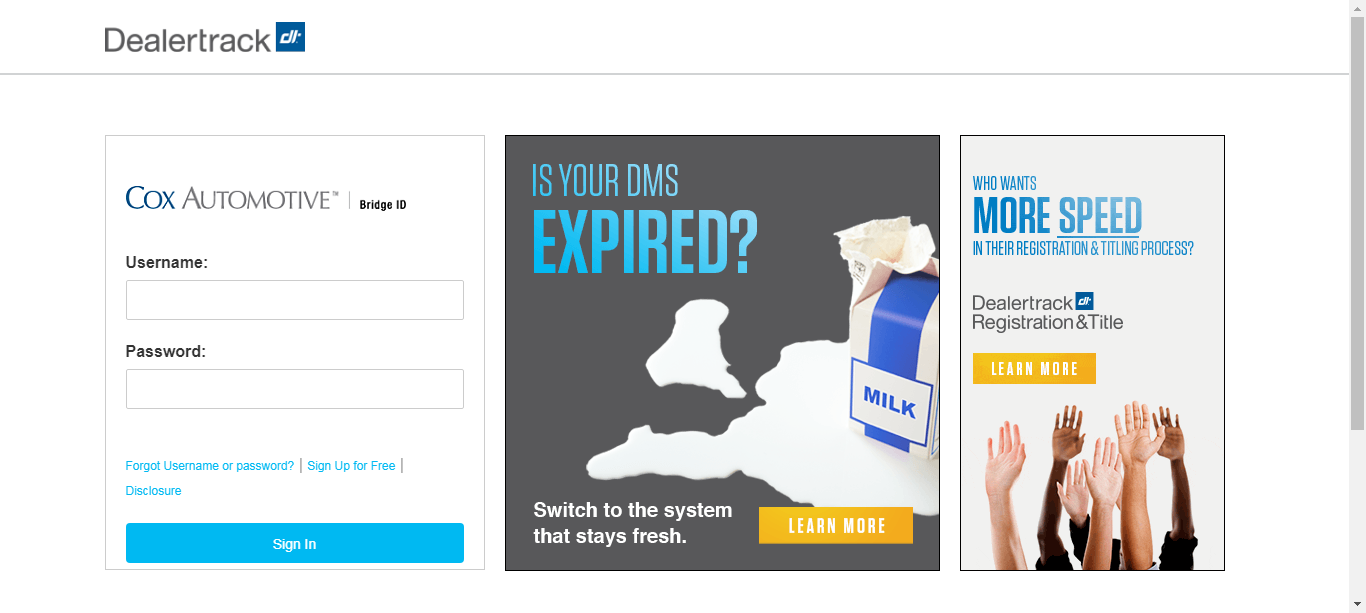 Dealertrack dlr
COX AUTOMOTIVE™ | Bridge ID
Username:
Password:
Forgot Username or password? | Sign Up for Free |
Disclosure
Sign In
IS YOUR DMS
EXPIRED?
MILK
Switch to the system
that stays fresh.
LEARN MORE
WHO WANTS
MORE SPEED
IN THEIR REGISTRATION & TITLING PROCESS?
Dealertrack dlr
Registration & Title
LEARN MORE